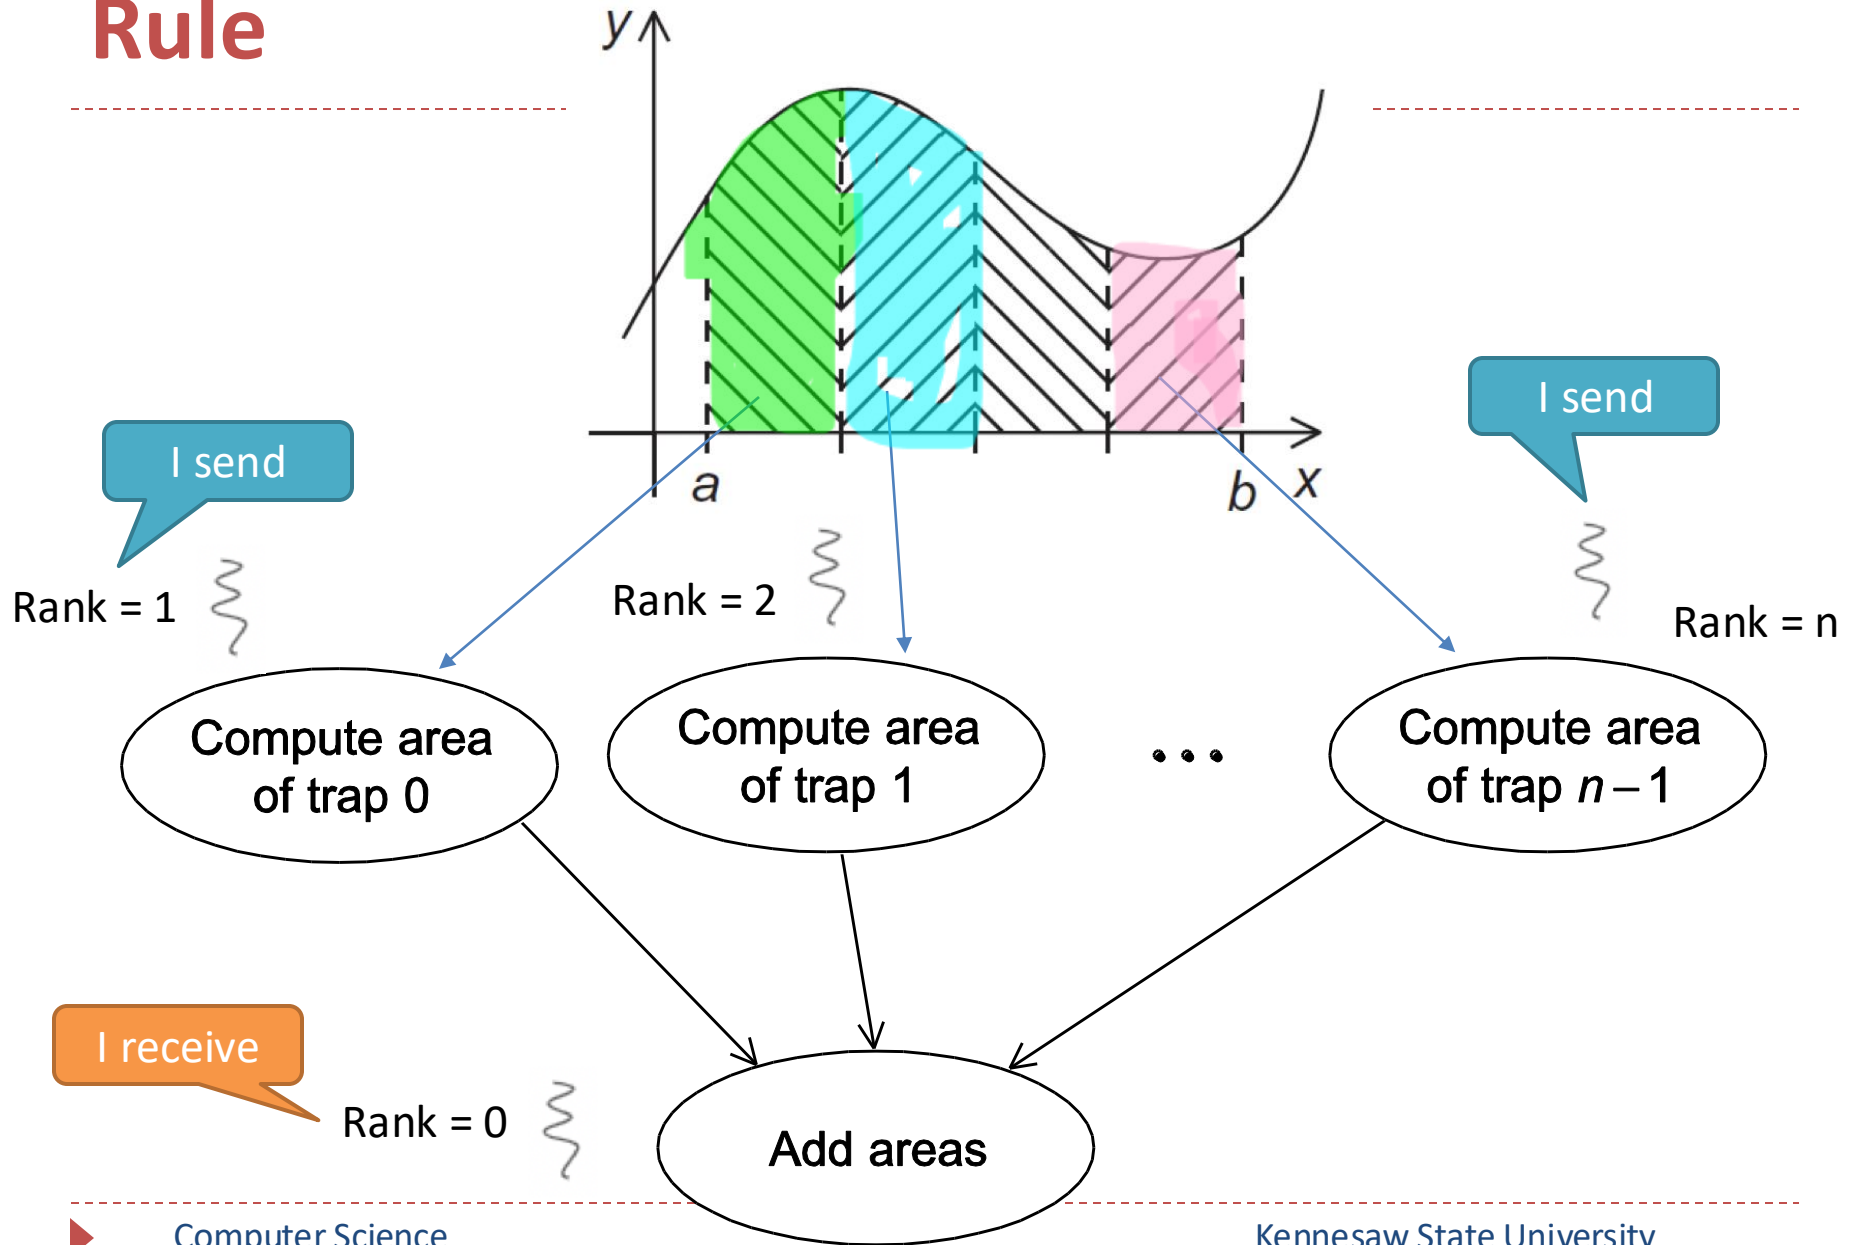 Rule
y
a
b
x
I send
I send
Rank = 1
Rank = 2
Rank = n
Compute area
of trap 0
Compute area
of trap 1
...
Compute area
of trap n – 1
I receive
Rank = 0
Add areas
Computer Science
Kennesaw State University